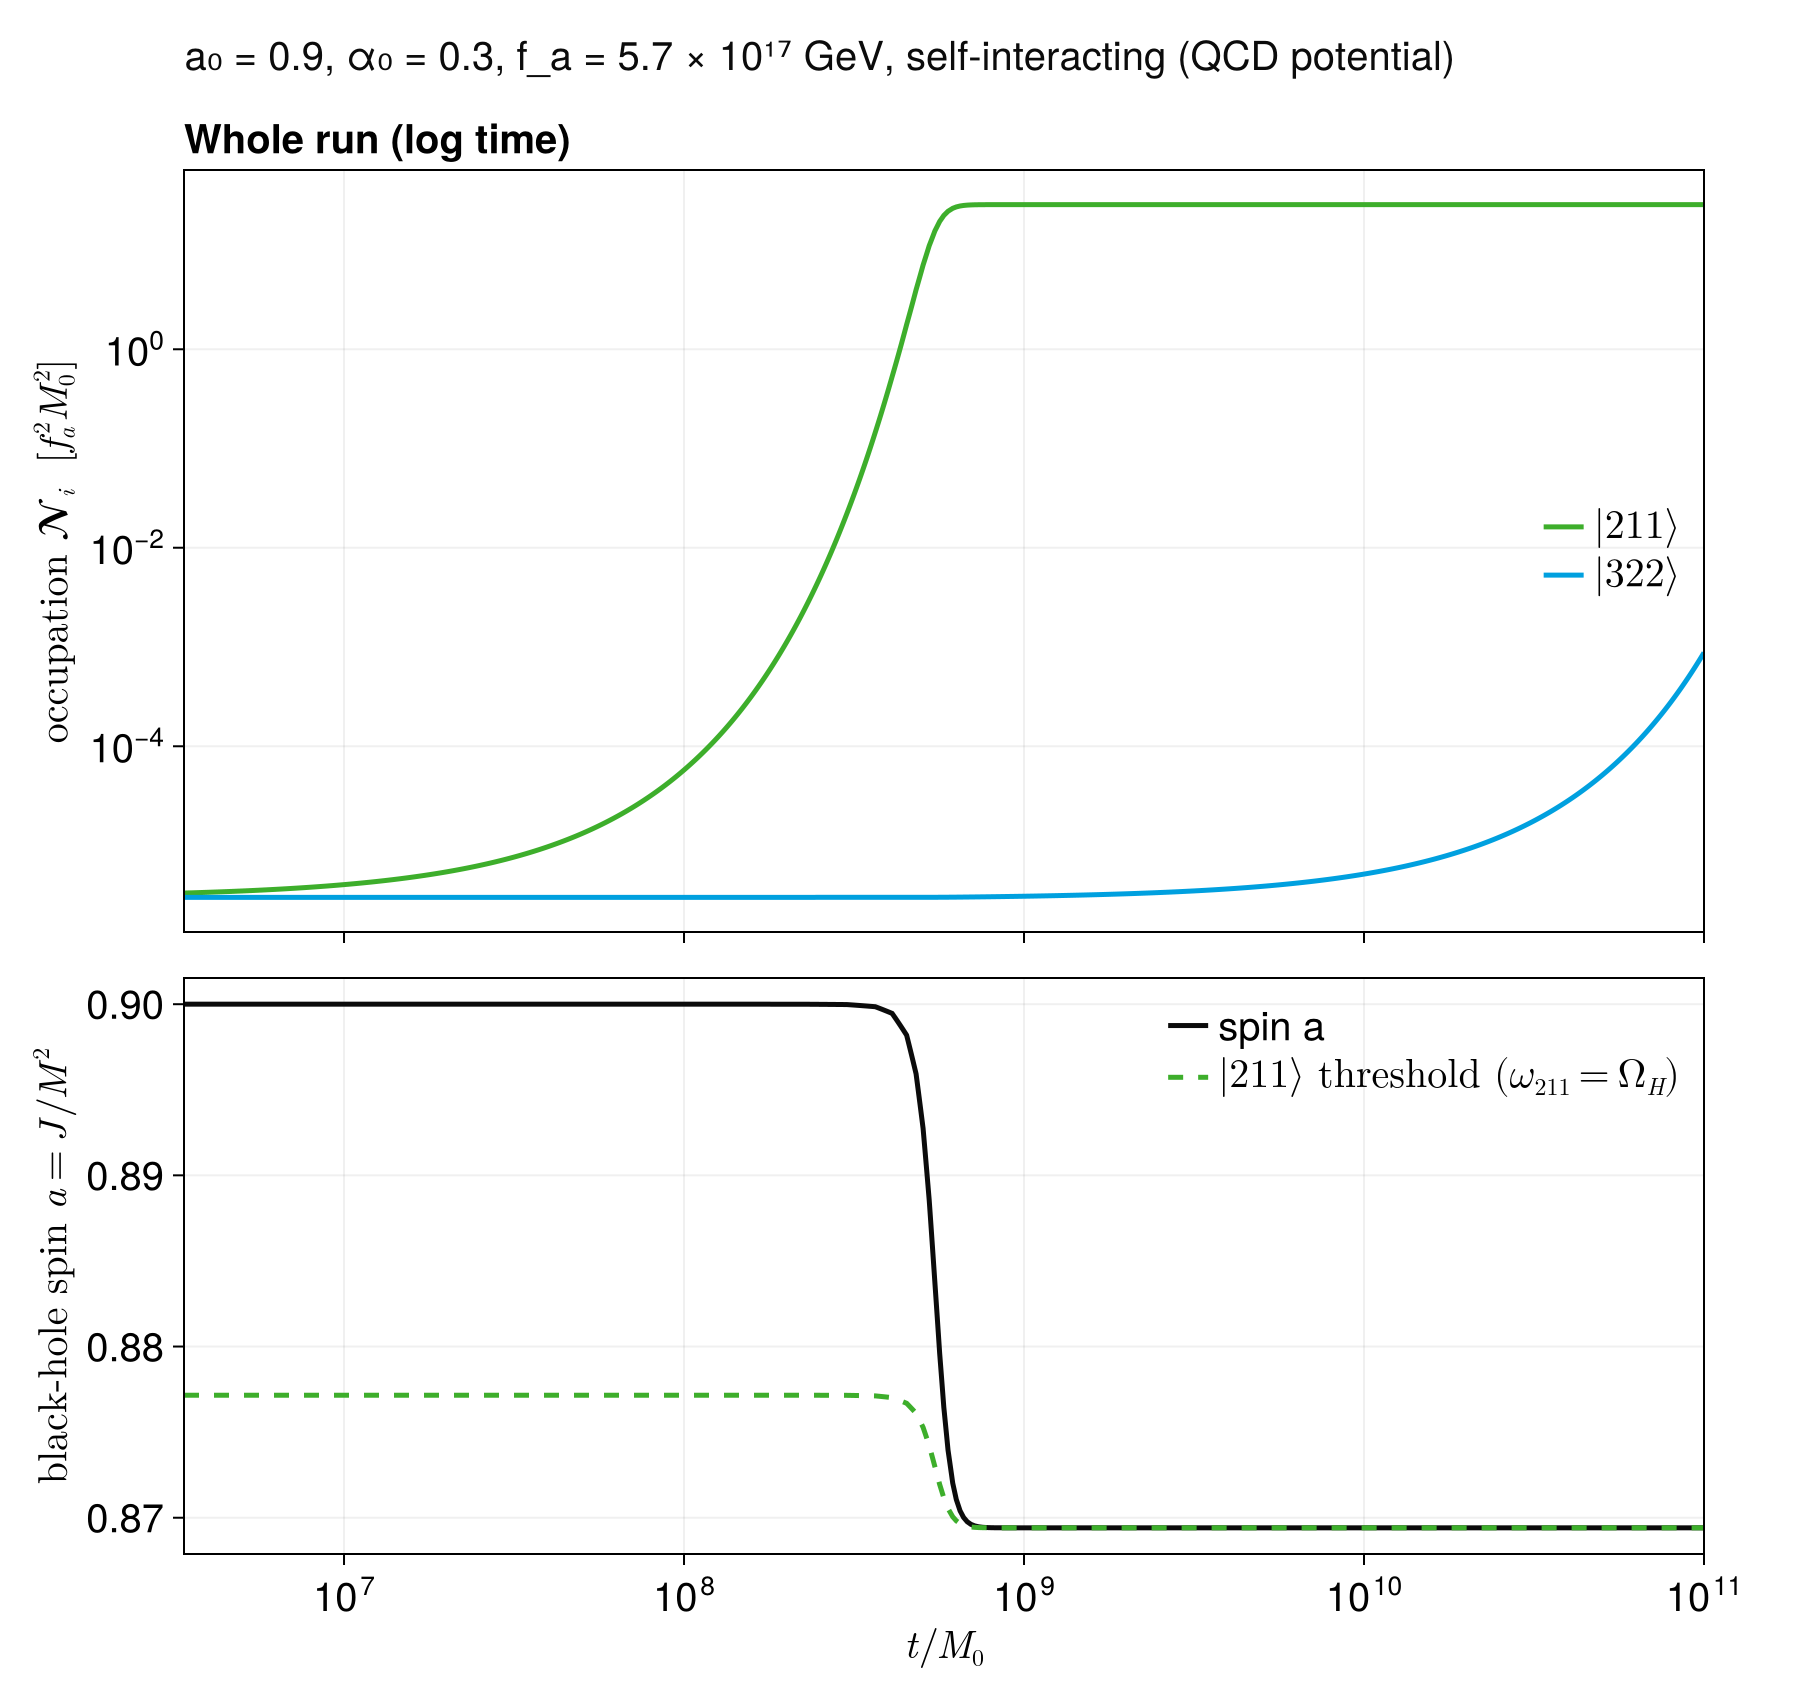 a₀ = 0.9, α₀ = 0.3, f_a = 5.7 × 10¹⁷ GeV, self-interacting (QCD potential)
Whole run (log time)
occupation 𝒩ᵢ [f_a²M₀²]
10⁰
10⁻²
10⁻⁴
|211⟩
|322⟩
black-hole spin a = J/M²
0.90
0.89
0.88
0.87
spin a
|211⟩ threshold (ω₂₁₁ = Ω_H)
10⁷
10⁸
10⁹
10¹⁰
10¹¹
t/M₀